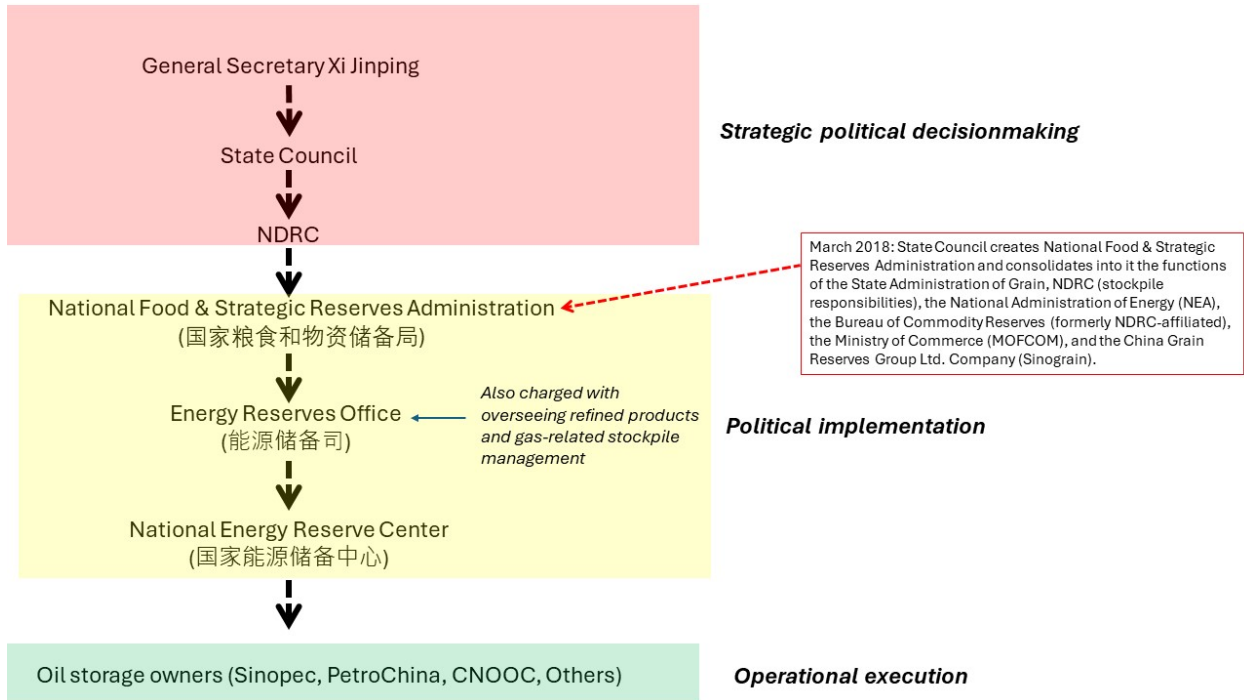 General Secretary Xi Jinping
Strategic political decisionmaking
State Council
NDRC
March 2018: State Council creates National Food & Strategic
Reserves Administration and consolidates into it the functions
of the State Administration of Grain, NDRC (stockpile
responsibilities), the National Administration of Energy (NEA),
the Bureau of Commodity Reserves (formerly NDRC-affiliated),
the Ministry of Commerce (MOFCOM), and the China Grain
Reserves Group Ltd. Company (Sinograin).
National Food & Strategic Reserves Administration
(国家粮食和物资储备局)
Energy Reserves Office
(能源储备司)
Also charged with
overseeing refined products
and gas-related stockpile
management
Political implementation
National Energy Reserve Center
(国家能源储备中心)
Oil storage owners (Sinopec, PetroChina, CNOOC, Others)
Operational execution